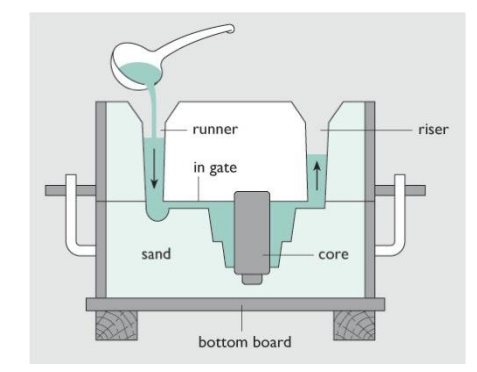 runner
riser
in gate
sand
core
bottom board